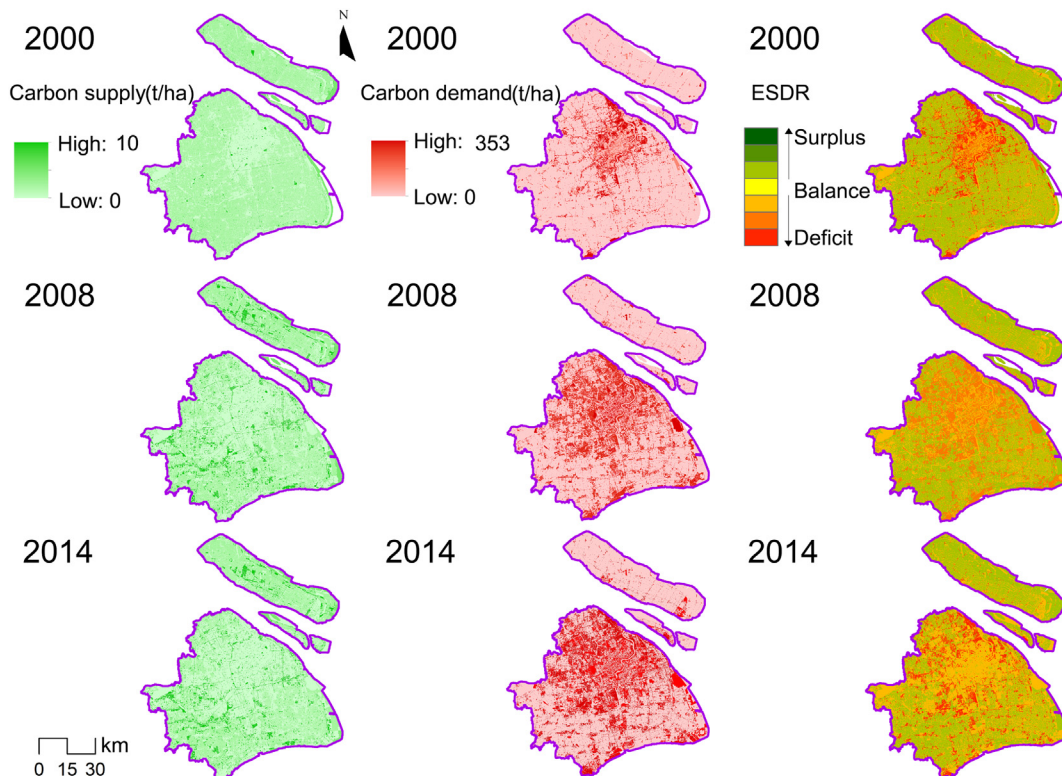 2000
Carbon supply(t/ha)
High: 10
Low: 0
N
2000
Carbon demand(t/ha)
High: 353
Low: 0
2000
ESDR
Surplus
Balance
Deficit
2008
2008
2008
2014
2014
2014
km
0 15 30